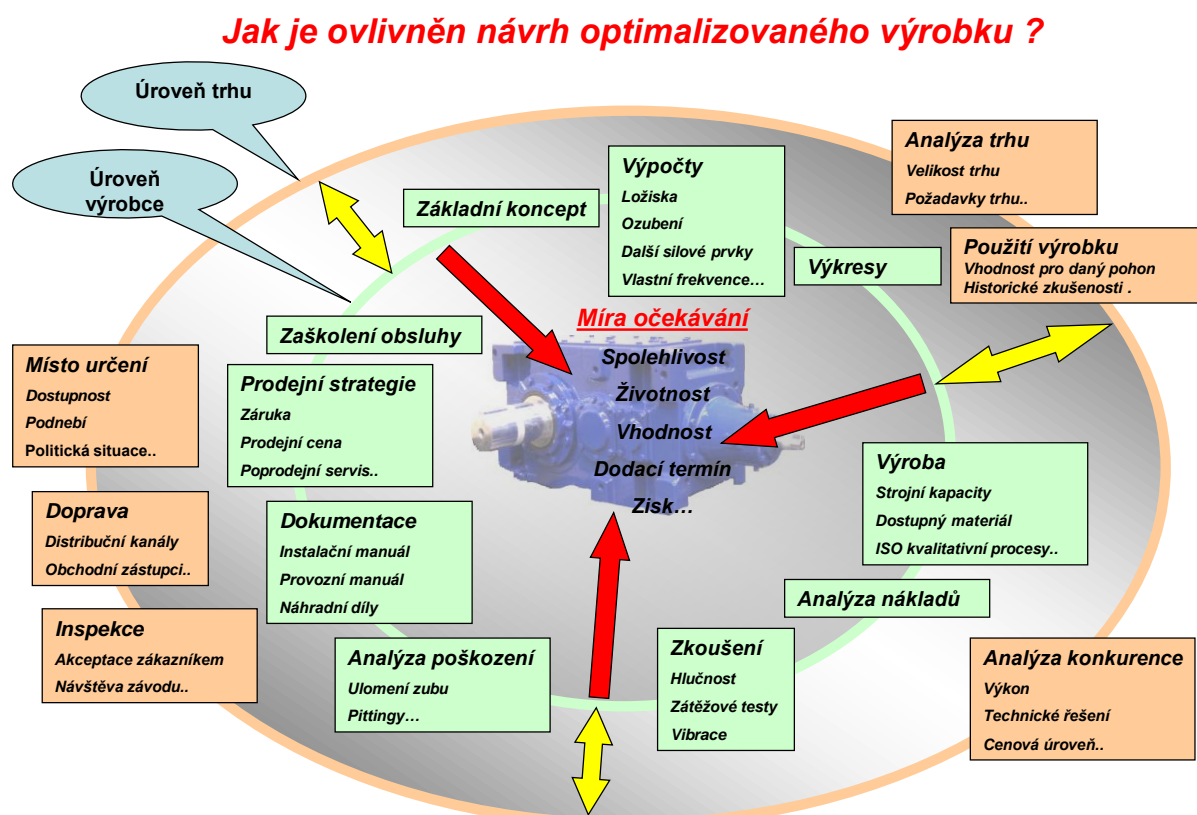 Jak je ovlivněn návrh optimalizovaného výrobku ?
Úroveň trhu
Úroveň
výrobce
Základní koncept
Výpočty
Ložiska
Ozubení
Další silové prvky
Vlastní frekvence…
Výkresy
Analýza trhu
Velikost trhu
Požadavky trhu..
Použití výrobku
Vhodnost pro daný pohon
Historické zkušenosti .
Zaškolení obsluhy
Míra očekávání
Spolehlivost
Životnost
Vhodnost
Dodací termín
Zisk…
Místo určení
Dostupnost
Podnebí
Politická situace..
Prodejní strategie
Záruka
Prodejní cena
Poprodejní servis..
Výroba
Strojní kapacity
Dostupný materiál
ISO kvalitativní procesy..
Doprava
Distribuční kanály
Obchodní zástupci..
Dokumentace
Instalační manuál
Provozní manuál
Náhradní díly
Analýza nákladů
Inspekce
Akceptace zákazníkem
Návštěva závodu..
Analýza poškození
Ulomení zubu
Pittingy…
Zkoušení
Hlučnost
Zátěžové testy
Vibrace
Analýza konkurence
Výkon
Technické řešení
Cenová úroveň..